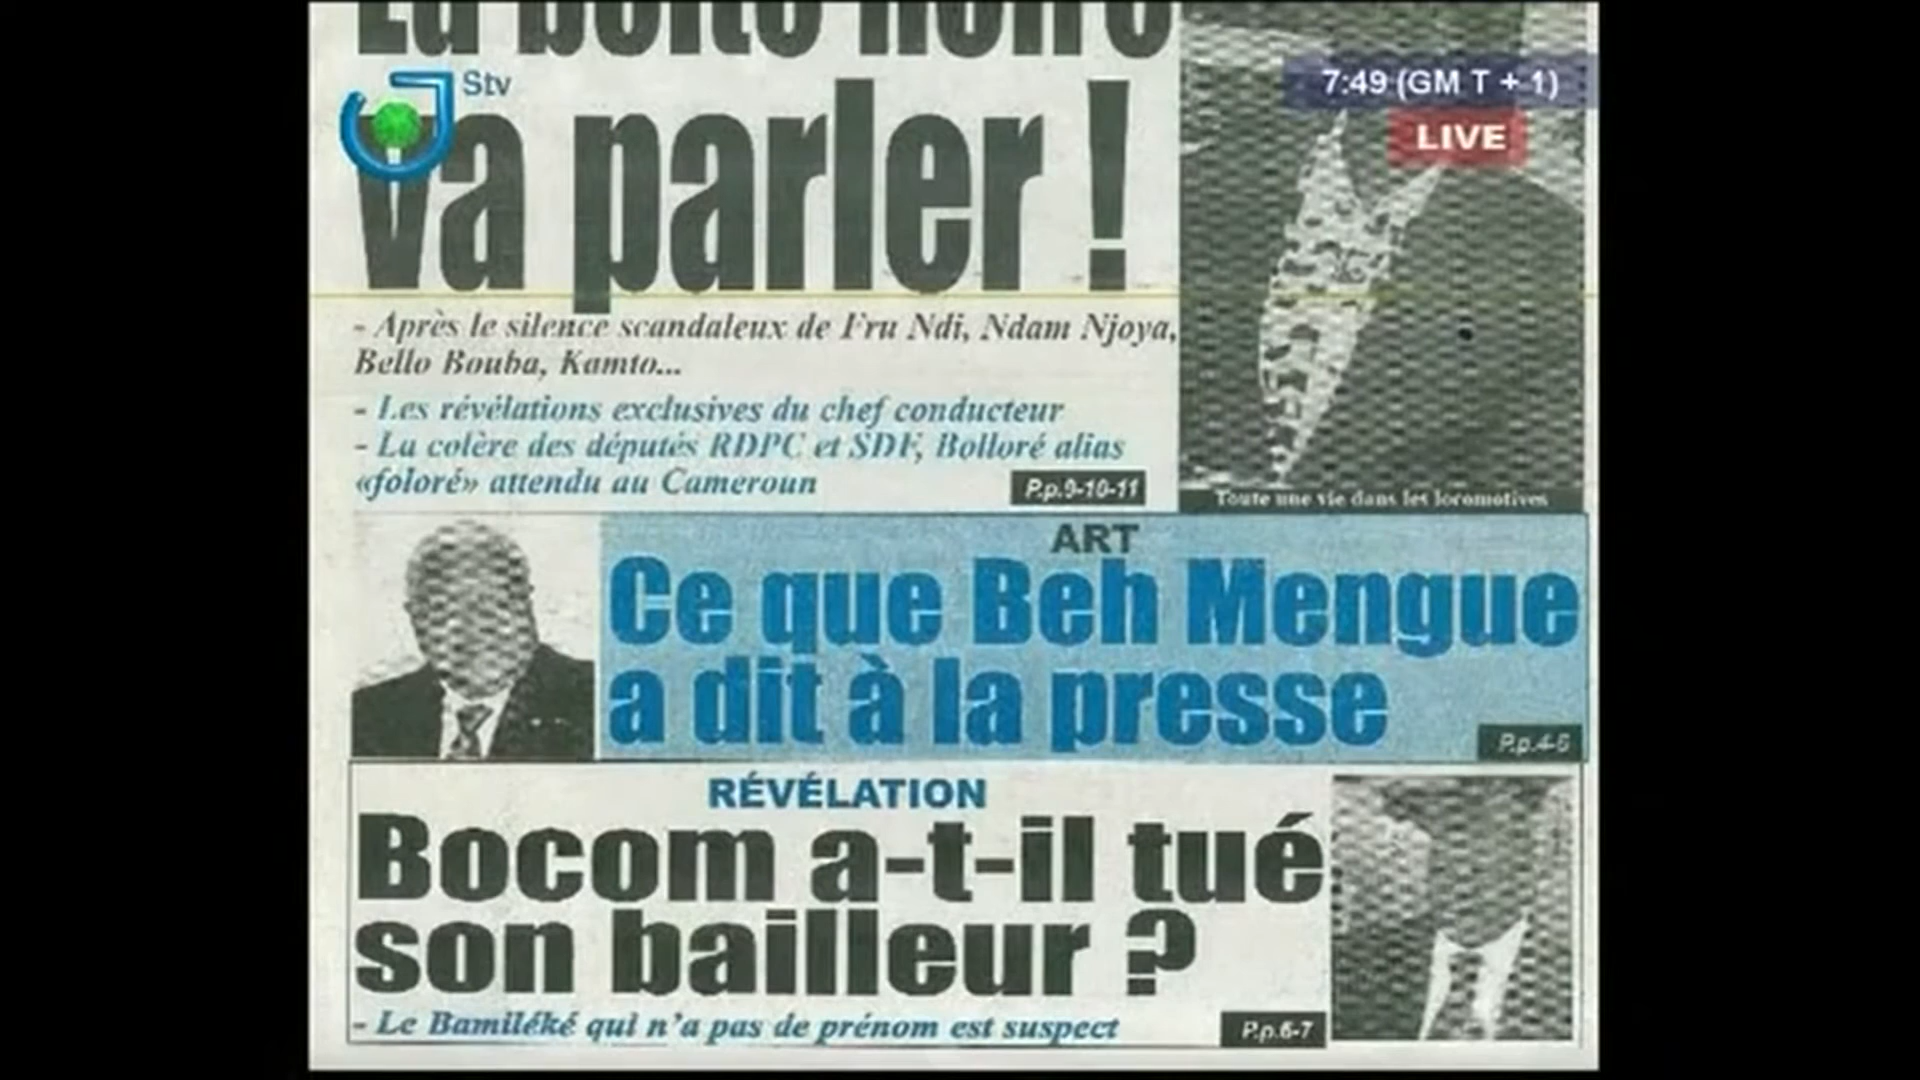 La boîte noire
Stv
7:49 (GM T + 1)
LIVE
va parler !
- Après le silence scandaleux de Fru Ndi, Ndam Njoya,
Bello Bouba, Kamto...
- Les révélations exclusives du chef conducteur
- La colère des députés RDPC et SDF, Bolloré alias
«foloré» attendu au Cameroun
P.p.9-10-11
Toute une vie dans les locomotives
ART
Ce que Beh Mengue
a dit à la presse
P.p.4-5
RÉVÉLATION
Bocom a-t-il tué
son bailleur ?
- Le Bamiléké qui n'a pas de prénom est suspect
P.p.6-7